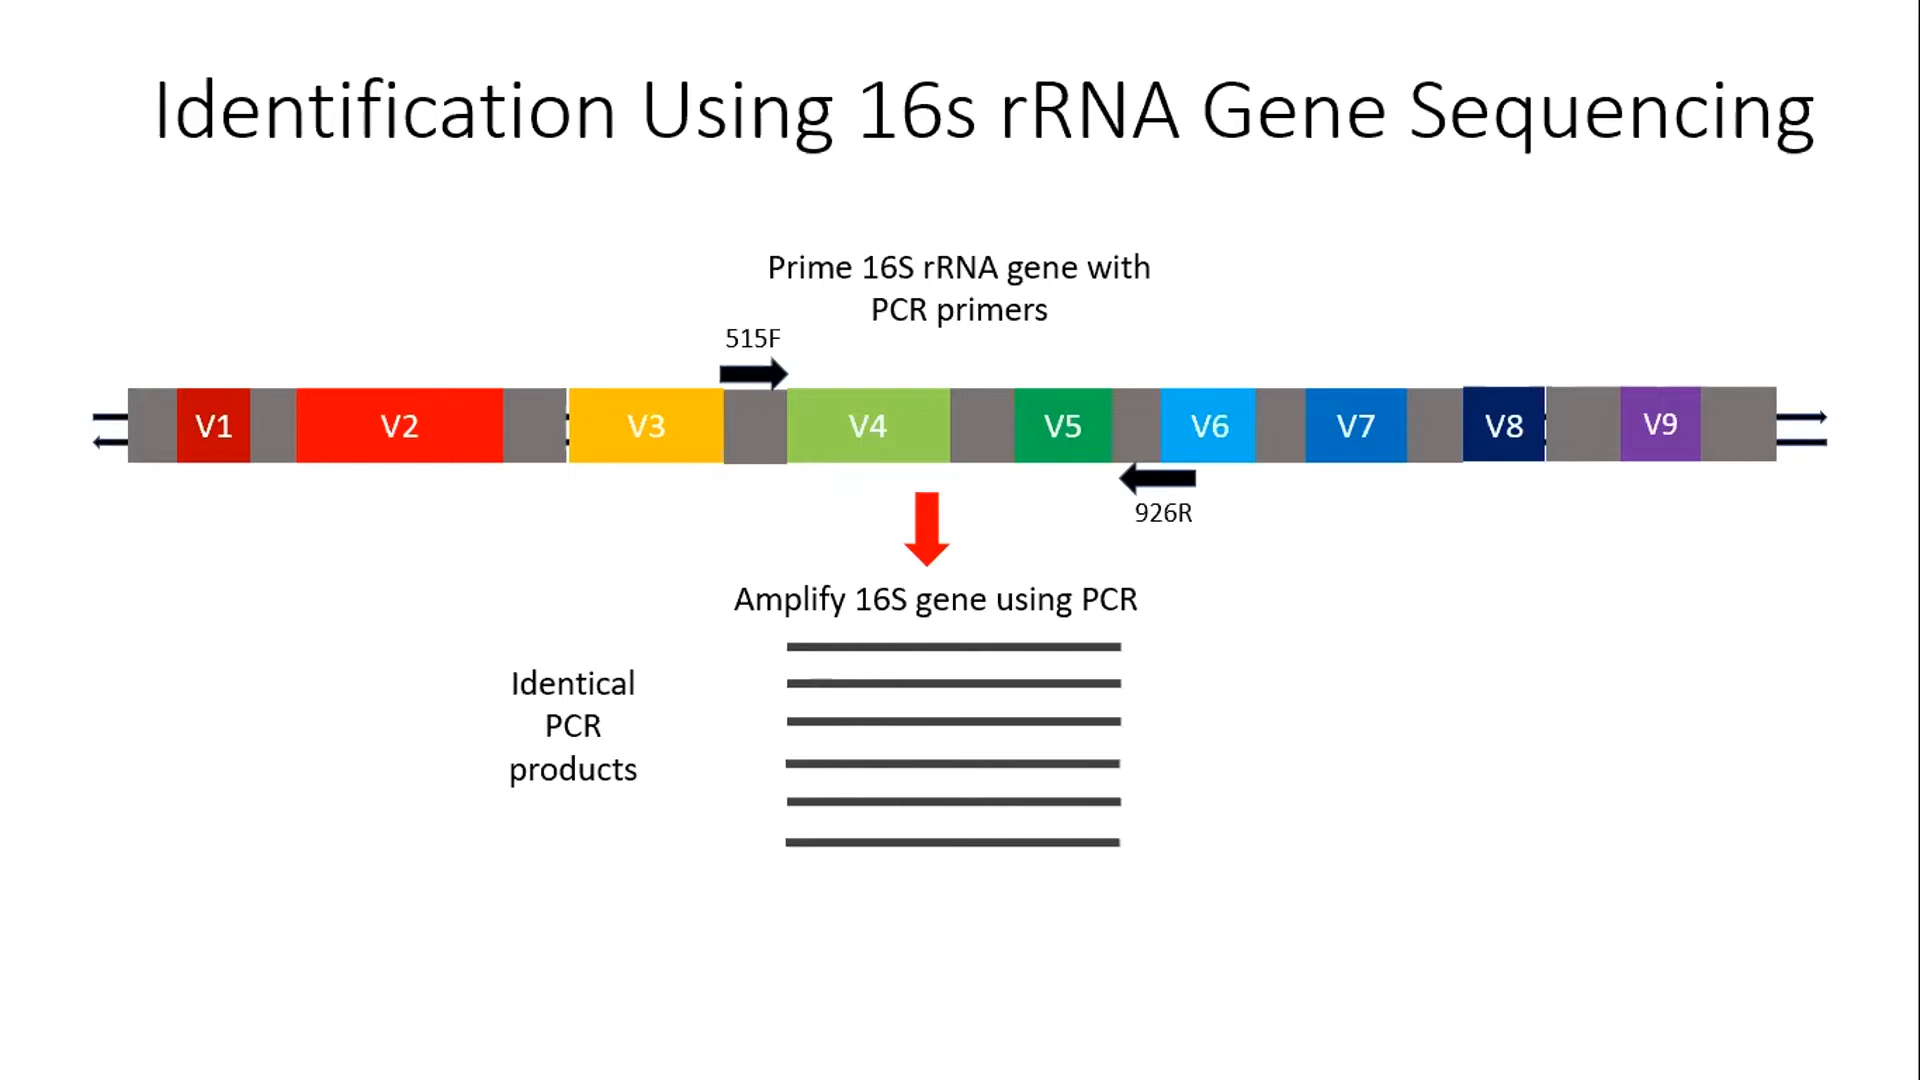 Identification Using 16s rRNA Gene Sequencing
Prime 16S rRNA gene with
PCR primers
515F
V1 V2 V3 V4 V5 V6 V7 V8 V9
926R
Amplify 16S gene using PCR
Identical
PCR
products